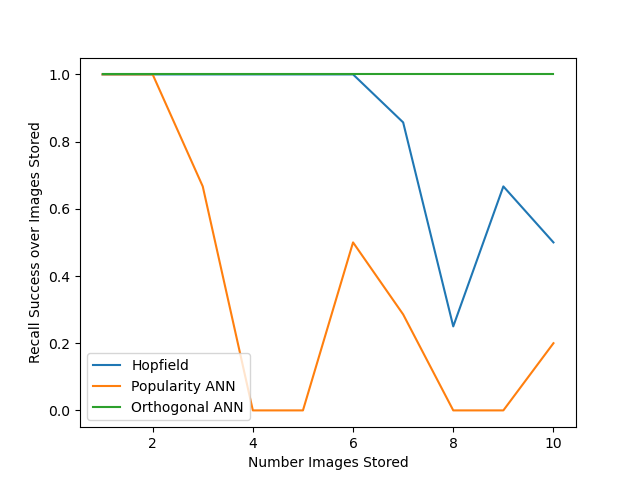 Recall Success over Images Stored
1.0
0.8
0.6
0.4
0.2
0.0
Hopfield
Popularity ANN
Orthogonal ANN
2 4 6 8 10
Number Images Stored